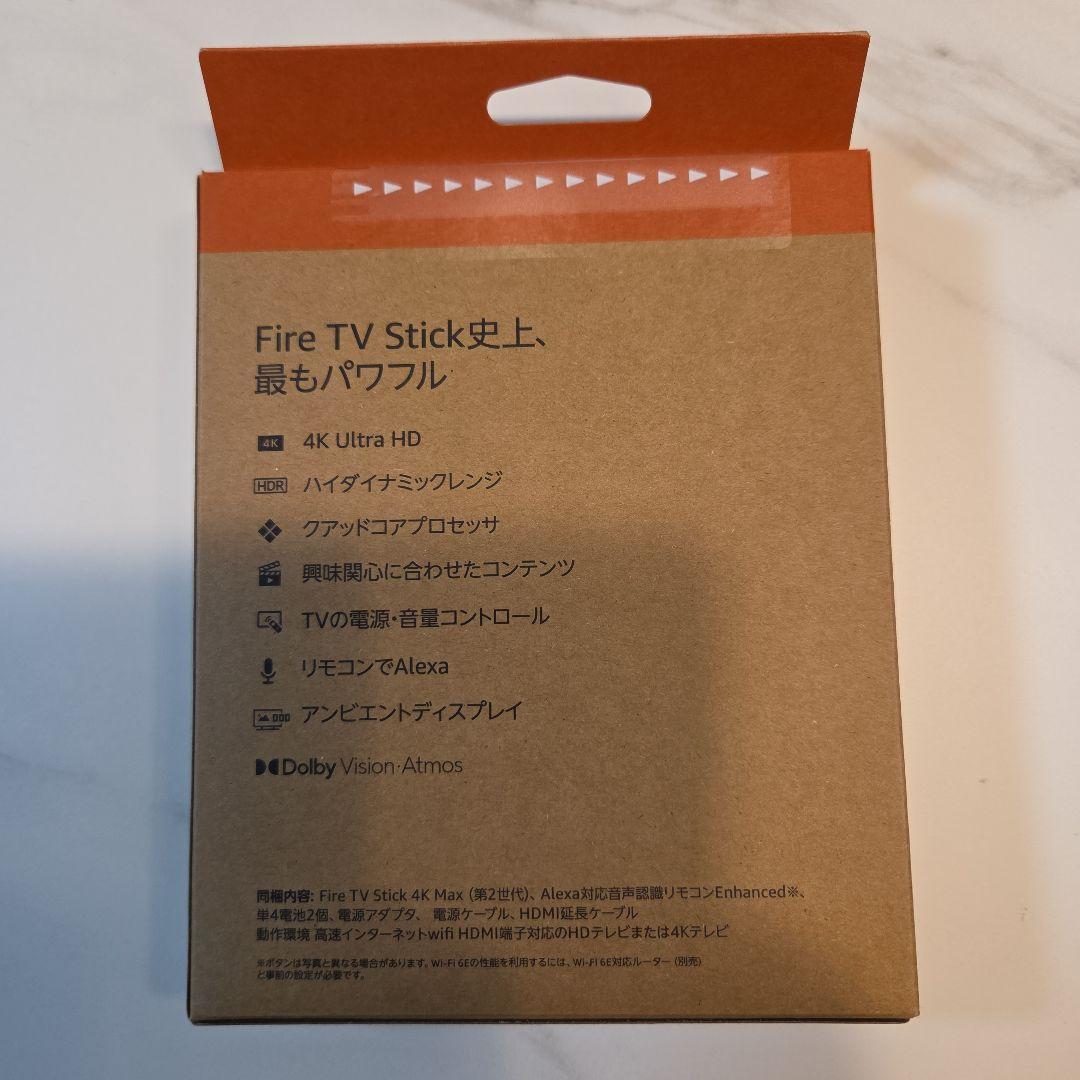 Fire TV Stick史上、
最もパワフル
4K 4K Ultra HD
HDR ハイダイナミックレンジ
クアッドコアプロセッサ
興味関心に合わせたコンテンツ
TVの電源・音量コントロール
リモコンでAlexa
アンビエントディスプレイ
Dolby Vision·Atmos
同梱内容: Fire TV Stick 4K Max (第2世代)、Alexa対応音声認識リモコンEnhanced※、
単4電池2個、電源アダプタ、 電源ケーブル、HDMI延長ケーブル
動作環境 高速インターネットwifi HDMI端子対応のHDテレビまたは4Kテレビ
※ボタンは写真と異なる場合があります。Wi-Fi 6Eの性能を利用するには、Wi-Fi 6E対応ルーター (別売)
と事前の設定が必要です。